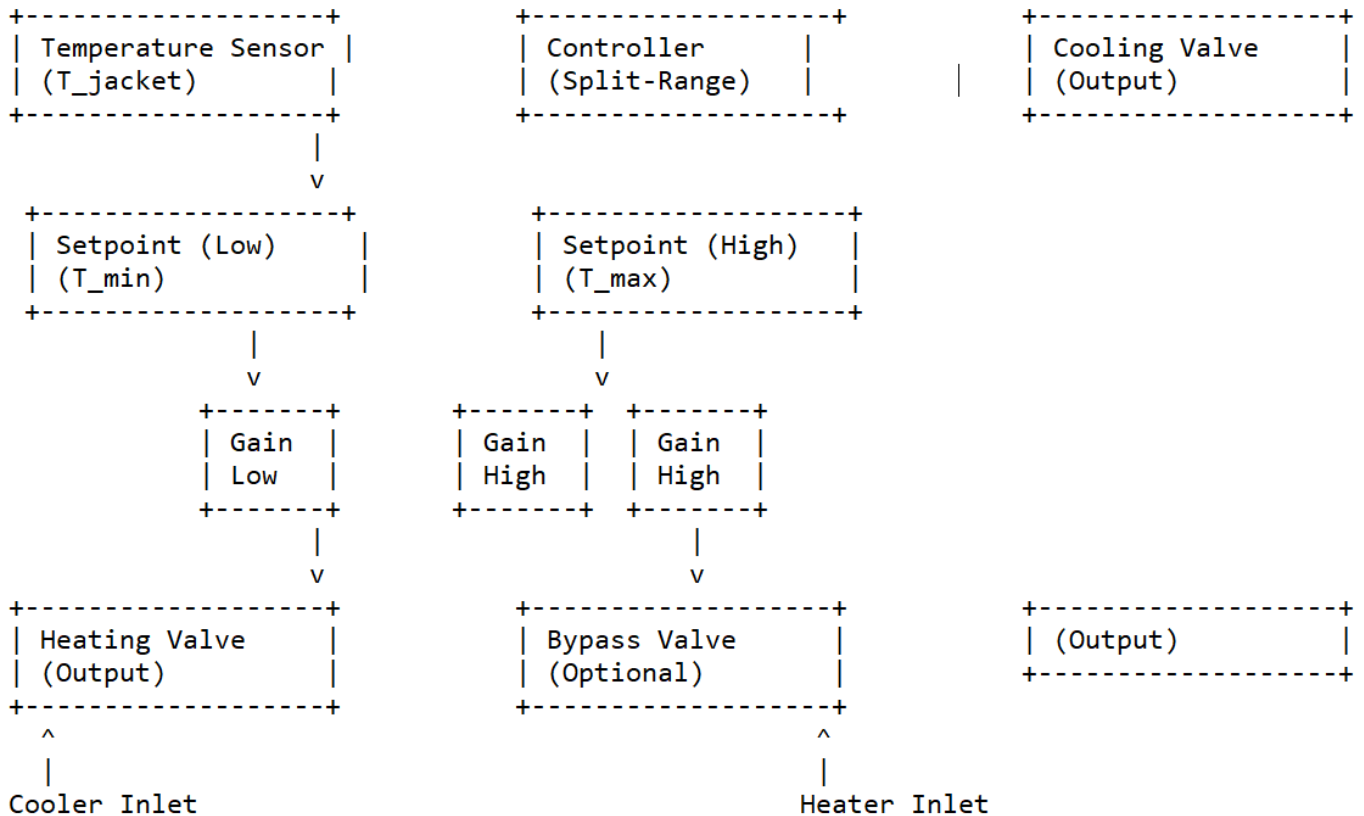 +-------------------+           +-------------------+           +-------------------+
| Temperature Sensor |          | Controller      |         |   | Cooling Valve     |
| (T_jacket)        |           | (Split-Range)   |         |   | (Output)          |
+-------------------+           +-------------------+           +-------------------+
                   |
                   v
 +-------------------+           +-------------------+
 | Setpoint (Low)     |          | Setpoint (High)   |
 | (T_min)            |          | (T_max)           |
 +-------------------+           +-------------------+
               |                     |
               v                     v
            +-------+       +-------+  +-------+
            | Gain  |       | Gain  |  | Gain  |
            | Low   |       | High  |  | High  |
            +-------+       +-------+  +-------+
                   |                       |
                   v                       v
+-------------------+           +-------------------+           +-------------------+
| Heating Valve     |           | Bypass Valve      |           | (Output)          |
| (Output)          |           | (Optional)        |           +-------------------+
+-------------------+           +-------------------+
  ^                                               ^
  |                                               |
Cooler Inlet                                     Heater Inlet